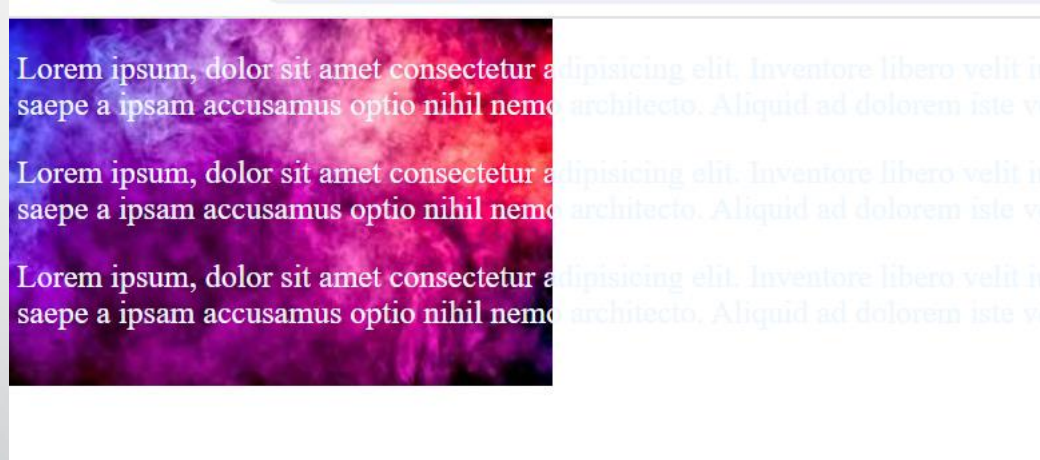 Lorem ipsum, dolor sit amet consectetur adipisicing elit. Inventore libero velit
saepe a ipsam accusamus optio nihil nemo architecto. Aliquid ad dolorem iste
Lorem ipsum, dolor sit amet consectetur adipisicing elit. Inventore libero velit
saepe a ipsam accusamus optio nihil nemo architecto. Aliquid ad dolorem iste
Lorem ipsum, dolor sit amet consectetur adipisicing elit. Inventore libero velit
saepe a ipsam accusamus optio nihil nemo architecto. Aliquid ad dolorem iste